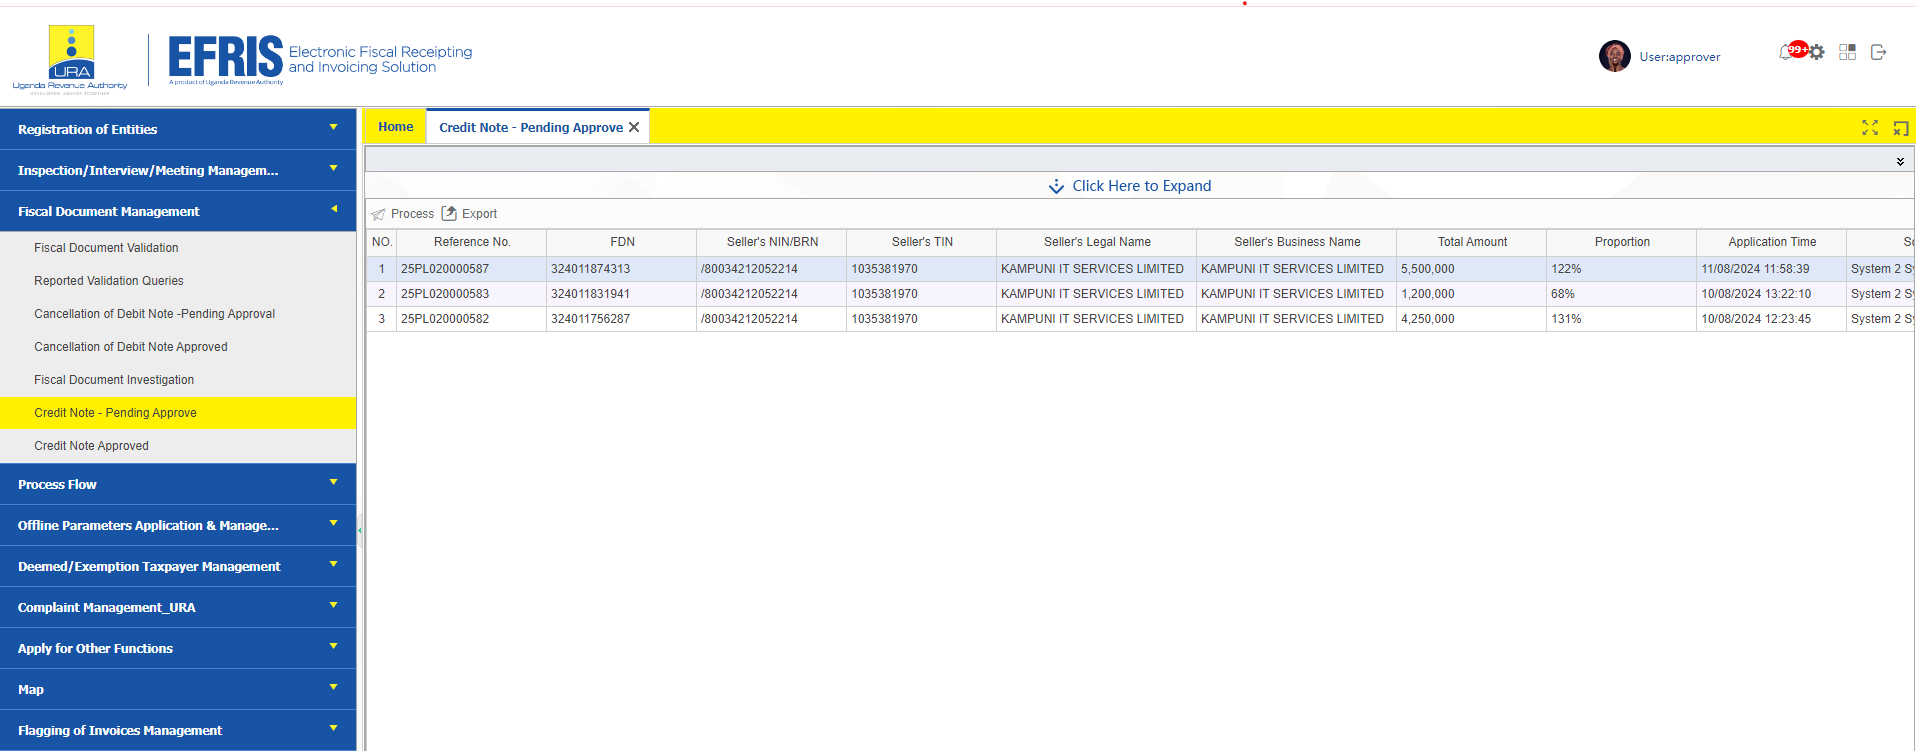 URA
Uganda Revenue Authority
DEVELOPING UGANDA TOGETHER
EFRIS
A product of Uganda Revenue Authority
Electronic Fiscal Receipting
and Invoicing Solution
User:approver
99+
Registration of Entities
Inspection/Interview/Meeting Managem...
Fiscal Document Management
Fiscal Document Validation
Reported Validation Queries
Cancellation of Debit Note -Pending Approval
Cancellation of Debit Note Approved
Fiscal Document Investigation
Credit Note - Pending Approve
Credit Note Approved
Process Flow
Offline Parameters Application & Manage...
Deemed/Exemption Taxpayer Management
Complaint Management_URA
Apply for Other Functions
Map
Flagging of Invoices Management
Home Credit Note - Pending Approve
Click Here to Expand
Process Export
NO. Reference No. FDN Seller's NIN/BRN Seller's TIN Seller's Legal Name Seller's Business Name Total Amount Proportion Application Time
1 25PL020000587 324011874313 /80034212052214 1035381970 KAMPUNI IT SERVICES LIMITED KAMPUNI IT SERVICES LIMITED 5,500,000 122% 11/08/2024 11:58:39 System 2 Sy
2 25PL020000583 324011831941 /80034212052214 1035381970 KAMPUNI IT SERVICES LIMITED KAMPUNI IT SERVICES LIMITED 1,200,000 68% 10/08/2024 13:22:10 System 2 Sy
3 25PL020000582 324011756287 /80034212052214 1035381970 KAMPUNI IT SERVICES LIMITED KAMPUNI IT SERVICES LIMITED 4,250,000 131% 10/08/2024 12:23:45 System 2 Sy